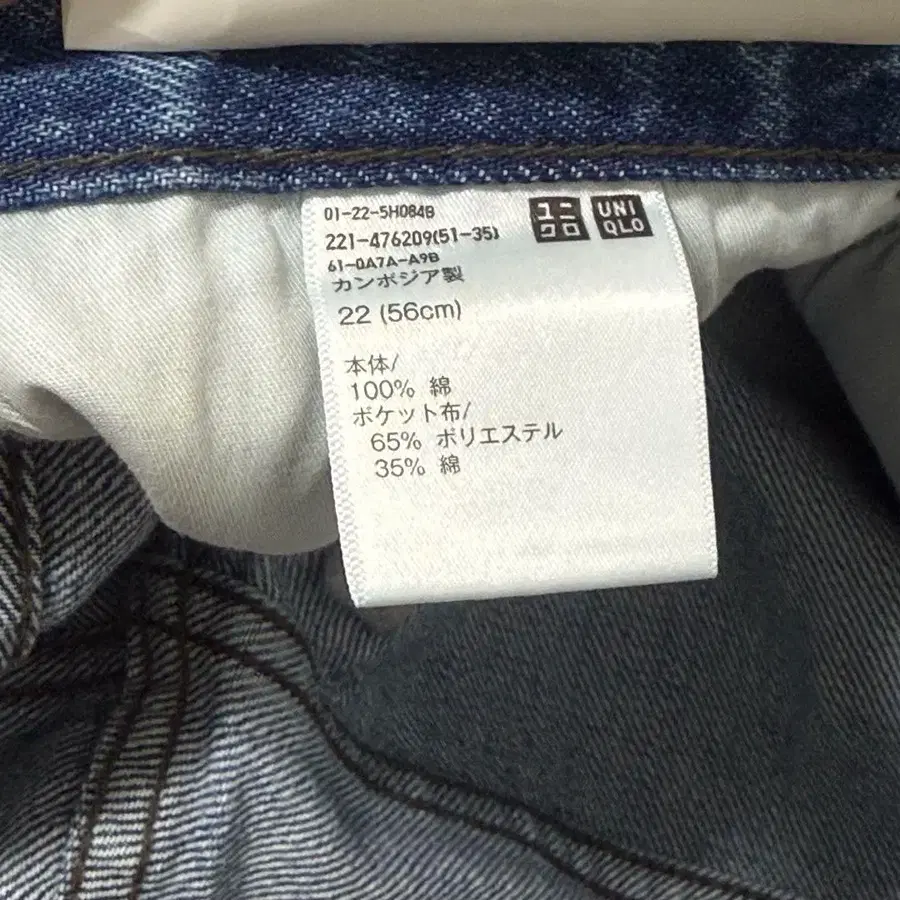 01-22-5H084B
ユニクロ
UNIQLO
221-476209(51-35)
61-0A7A-A9B
カンボジア製
22 (56cm)
本体/
100% 綿
ポケット布/
65% ポリエステル
35% 綿